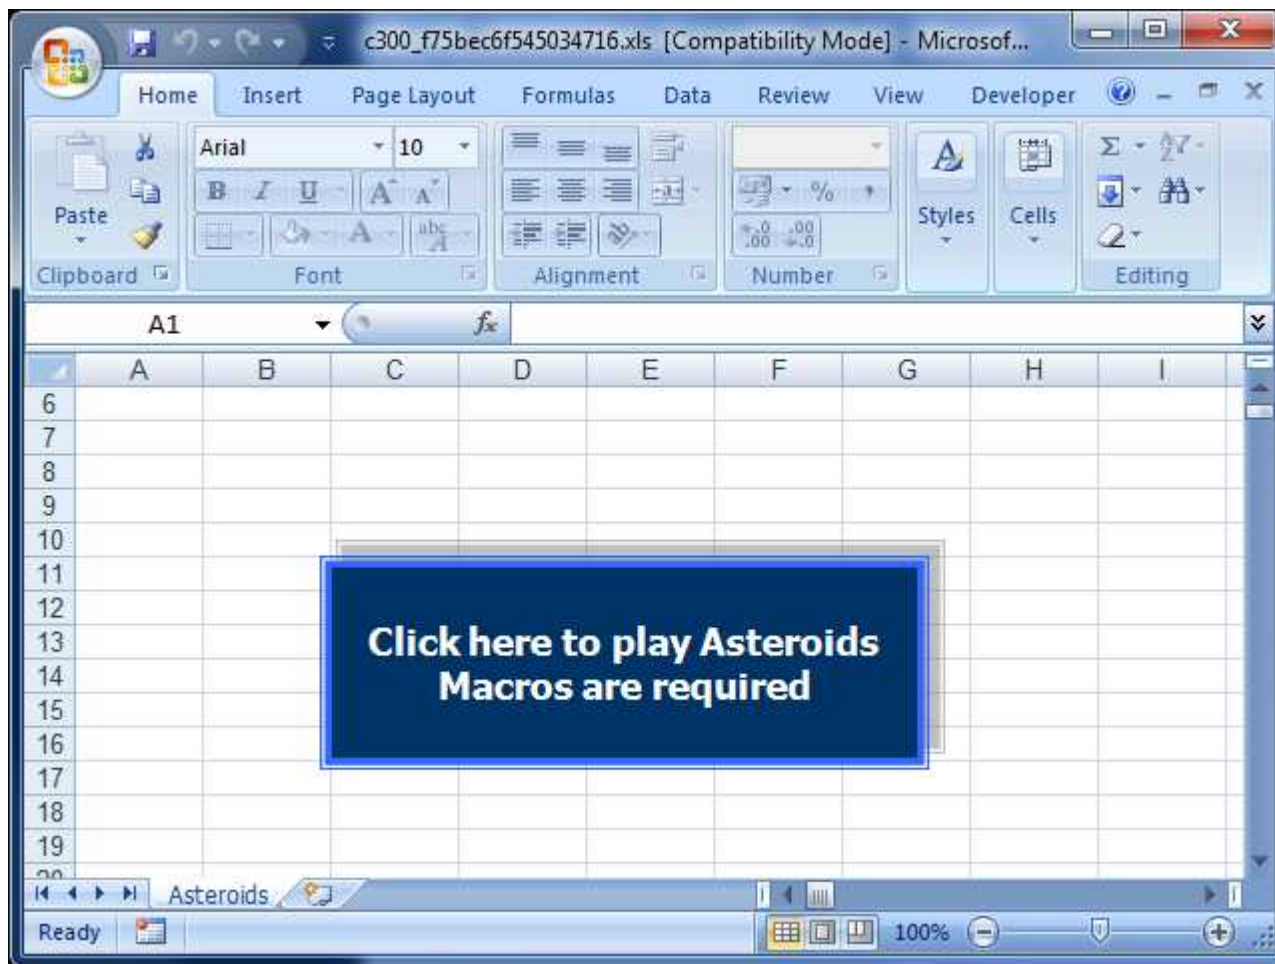 c300_f75bec6f545034716.xls [Compatibility Mode] - Microsof...
Home Insert Page Layout Formulas Data Review View Developer
Arial 10
B I U A A
Paste
Styles Cells
Clipboard Font Alignment Number Editing
A1 fx
A B C D E F G H I
6
7
8
9
10
11
12
13
14
15
16
17
18
19
Click here to play Asteroids
Macros are required
Asteroids
Ready 100%